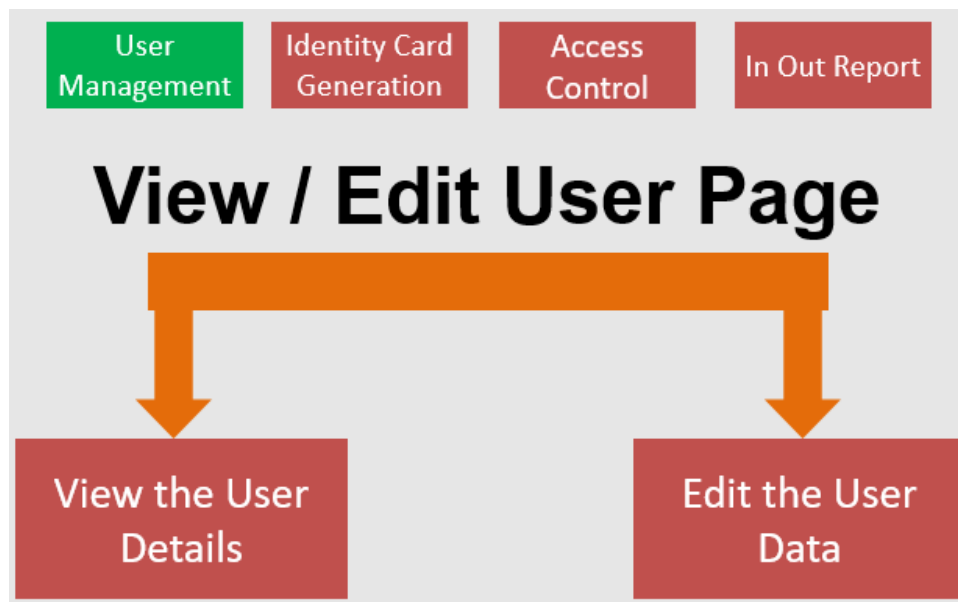 User
Management
Identity Card
Generation
Access
Control
In Out Report
View / Edit User Page
View the User
Details
Edit the User
Data